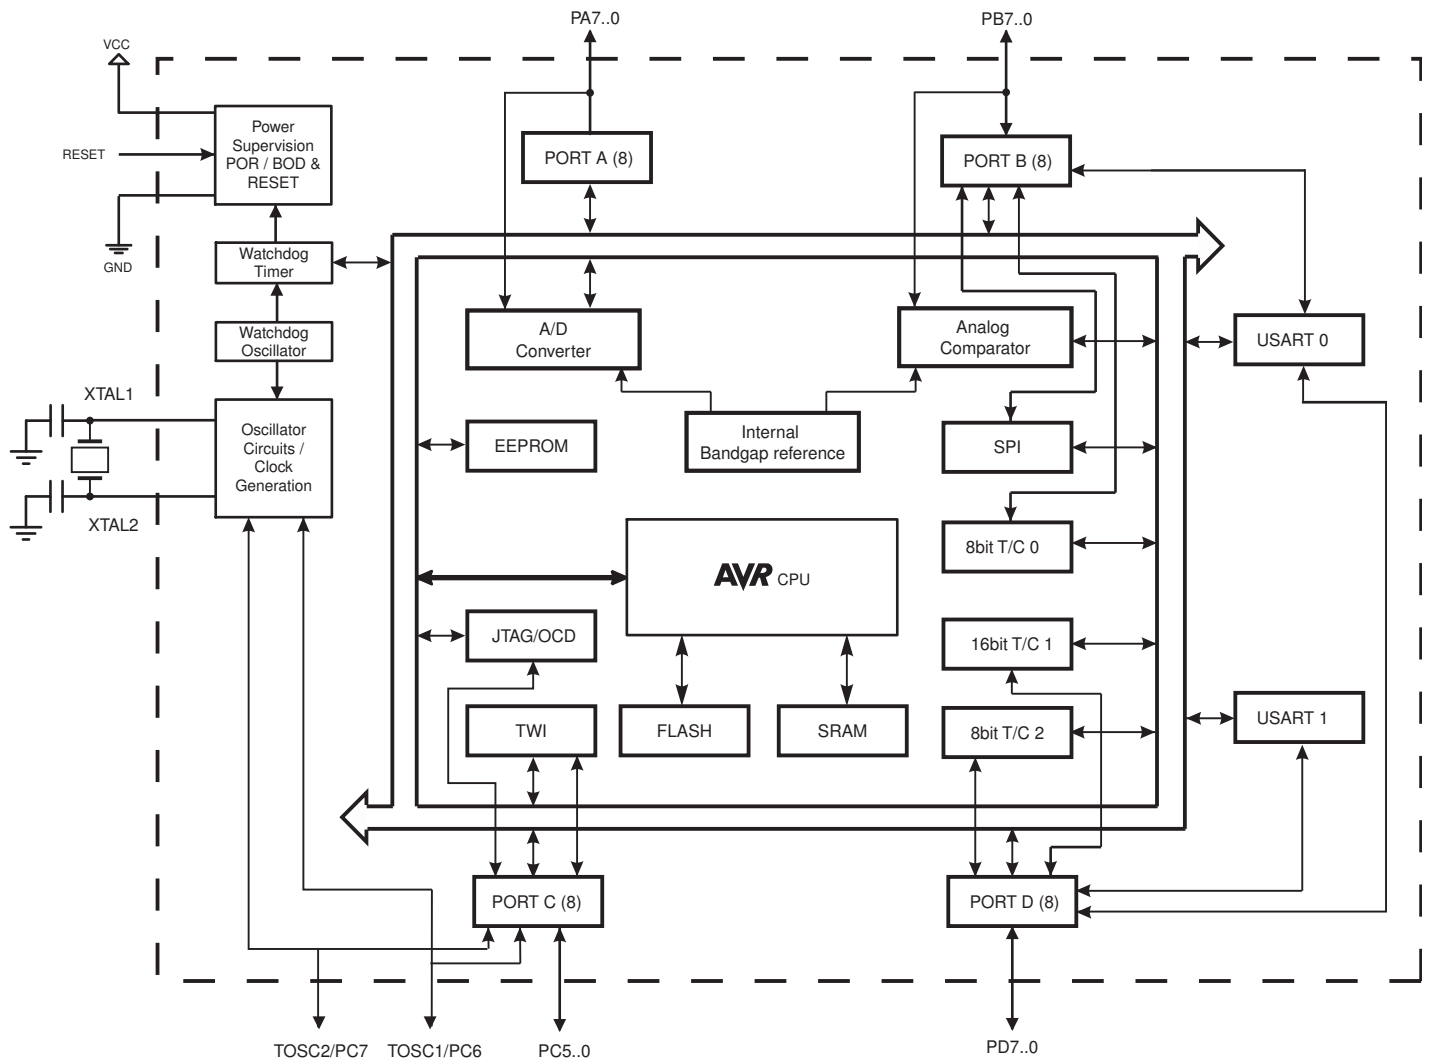 PA7..0
PB7..0
VCC
RESET
GND
Power
Supervision
POR / BOD &
RESET
PORT A (8)
PORT B (8)
Watchdog
Timer
Watchdog
Oscillator
A/D
Converter
Analog
Comparator
USART 0
XTAL1
XTAL2
Oscillator
Circuits /
Clock
Generation
EEPROM
Internal
Bandgap reference
SPI
8bit T/C 0
AVR CPU
JTAG/OCD
16bit T/C 1
TWI
FLASH
SRAM
8bit T/C 2
USART 1
PORT C (8)
PORT D (8)
TOSC2/PC7
TOSC1/PC6
PC5..0
PD7..0